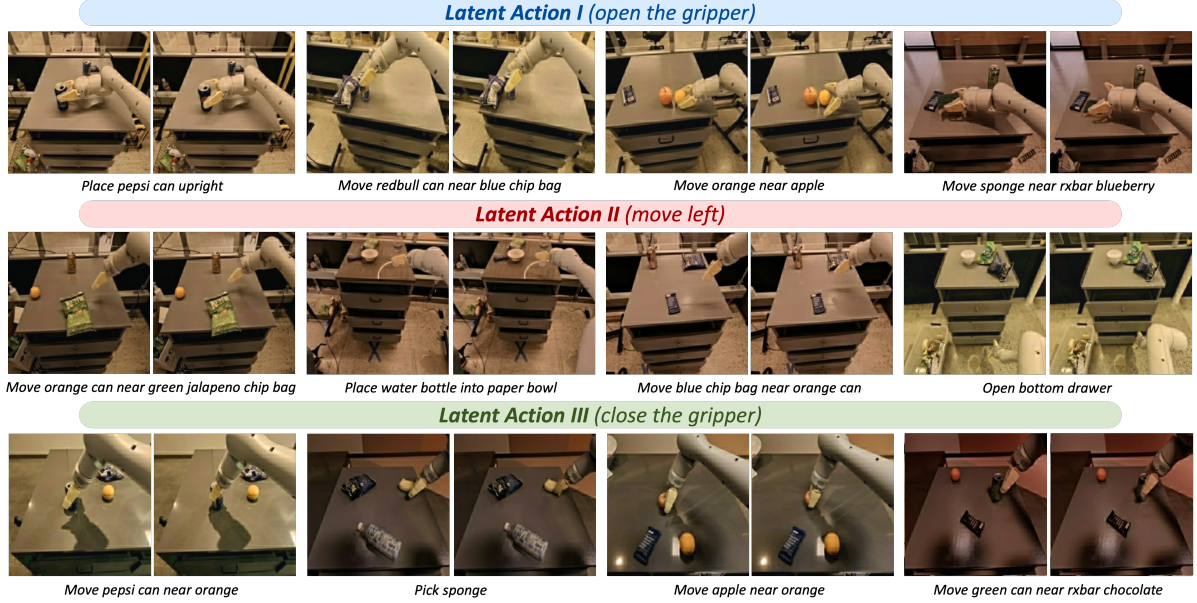 Latent Action I (open the gripper)
Place pepsi can upright
Move redbull can near blue chip bag
Move orange near apple
Move sponge near rxbar blueberry
Latent Action II (move left)
Move orange can near green jalapeno chip bag
Place water bottle into paper bowl
Move blue chip bag near orange can
Open bottom drawer
Latent Action III (close the gripper)
Move pepsi can near orange
Pick sponge
Move apple near orange
Move green can near rxbar chocolate